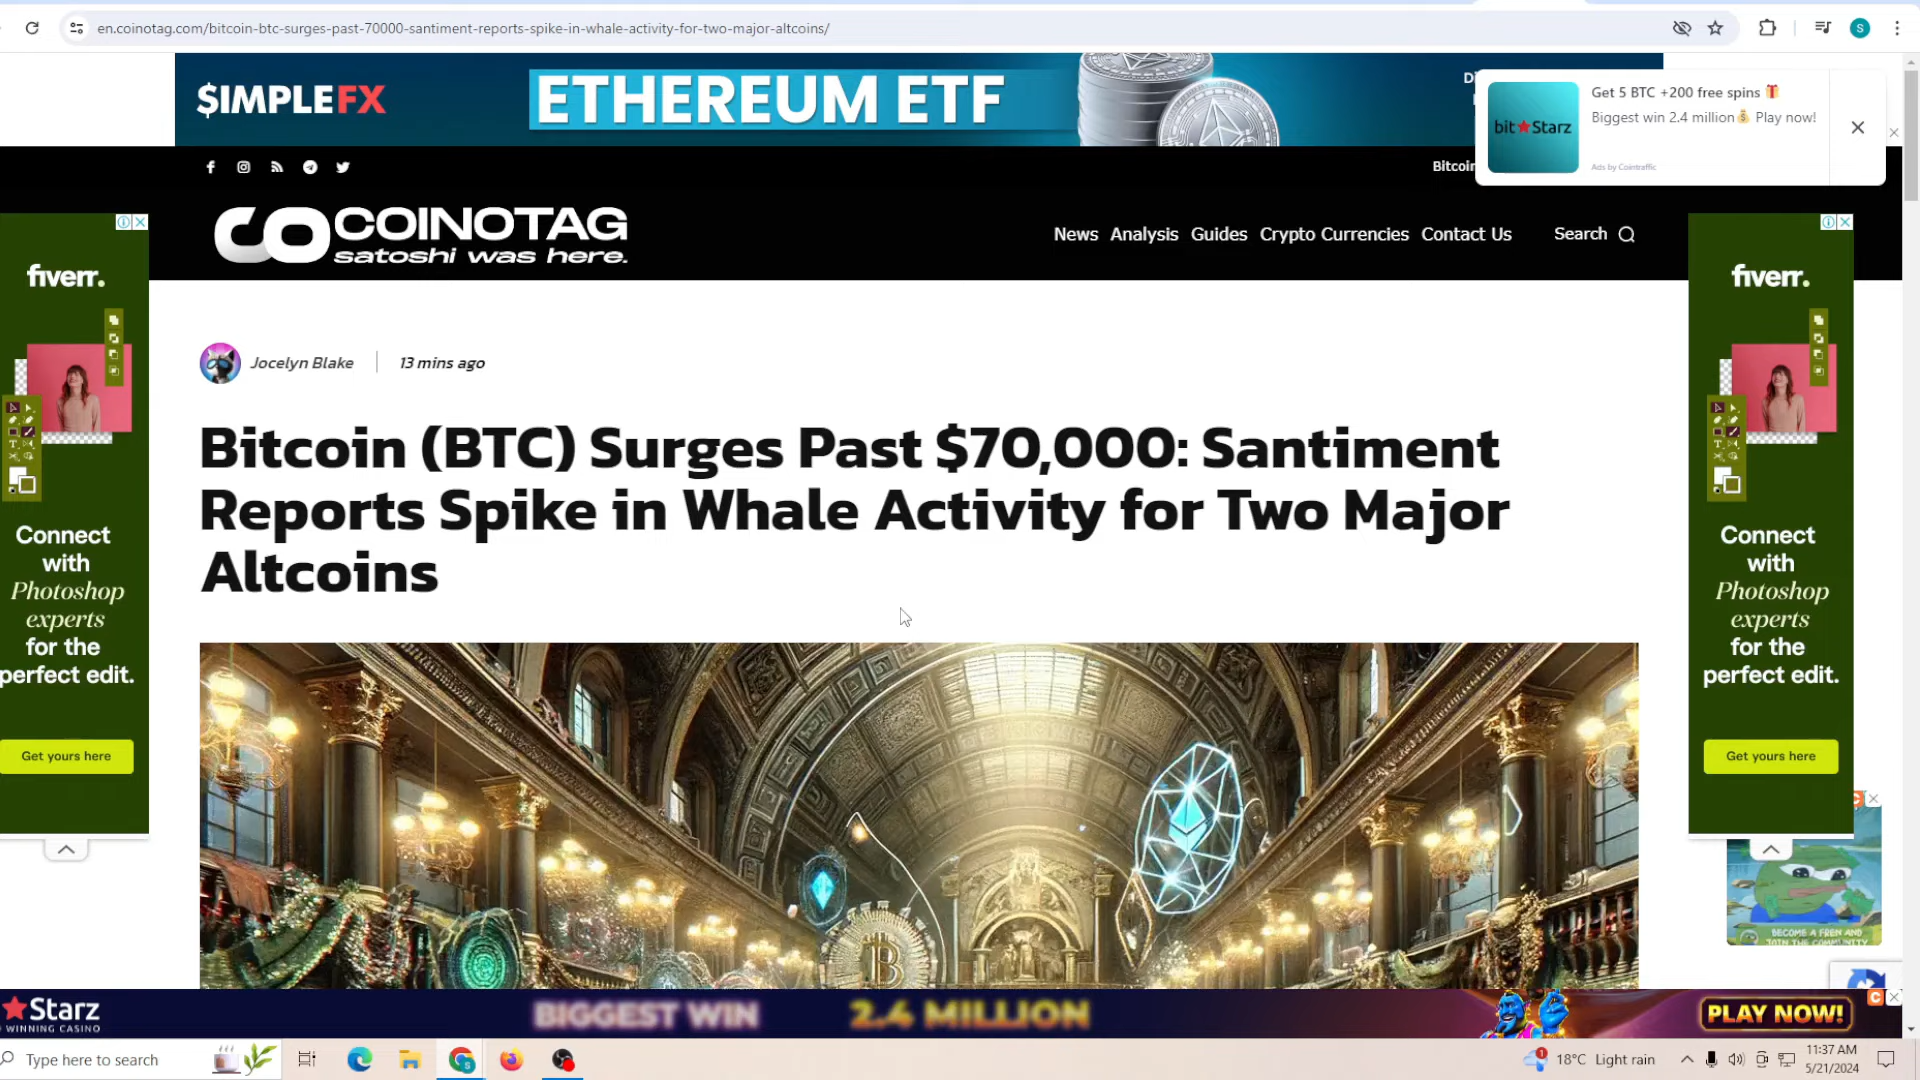 en.coinotag.com/bitcoin-btc-surges-past-70000-santiment-reports-spike-in-whale-activity-for-two-major-altcoins/
S
$IMPLEFX
ETHEREUM ETF
Get 5 BTC +200 free spins
Biggest win 2.4 million Play now!
bit★Starz
Ads by Cointraffic
Bitcoin
COINOTAG
satoshi was here.
News Analysis Guides Crypto Currencies Contact Us Search
fiverr.
Connect
with
Photoshop
experts
for the
perfect edit.
Get yours here
Jocelyn Blake
13 mins ago
Bitcoin (BTC) Surges Past $70,000: Santiment
Reports Spike in Whale Activity for Two Major
Altcoins
fiverr.
Connect
with
Photoshop
experts
for the
perfect edit.
Get yours here
BECOME A FREN AND
JOIN THE COMMUNITY
★Starz
WINNING CASINO
BIGGEST WIN 2.4 MILLION
PLAY NOW!
Type here to search
18°C Light rain
11:37 AM
5/21/2024